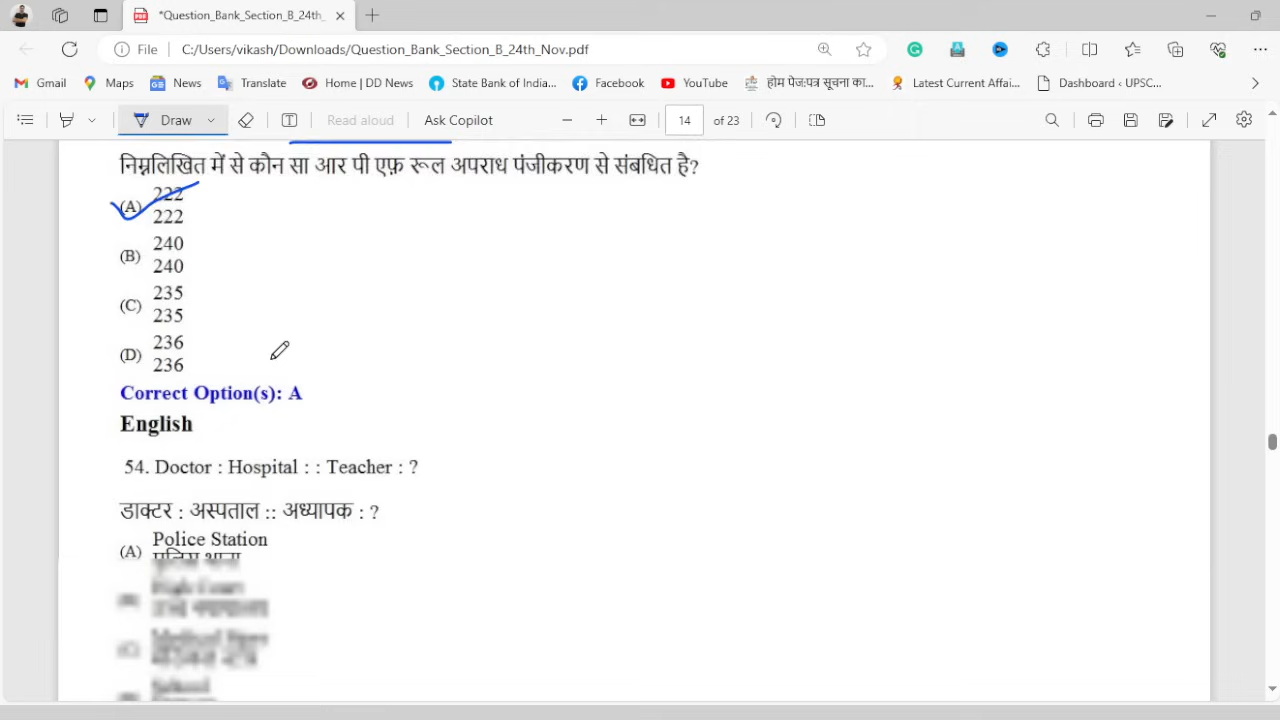 *Question_Bank_Section_B_24th_
File C:/Users/vikash/Downloads/Question_Bank_Section_B_24th_Nov.pdf
Gmail Maps News Translate Home | DD News State Bank of India... Facebook YouTube होम पेज:पत्र सूचना का... Latest Current Affai... Dashboard ‹ UPSC...
Draw Read aloud Ask Copilot 14 of 23
निम्नलिखित में से कौन सा आर पी एफ़ रूल अपराध पंजीकरण से संबधित है?
(A) 222
222
(B) 240
240
(C) 235
235
(D) 236
236
Correct Option(s): A
English
54. Doctor : Hospital : : Teacher : ?
डाक्टर : अस्पताल :: अध्यापक : ?
(A) Police Station
पुलिस थाना
High Court
School